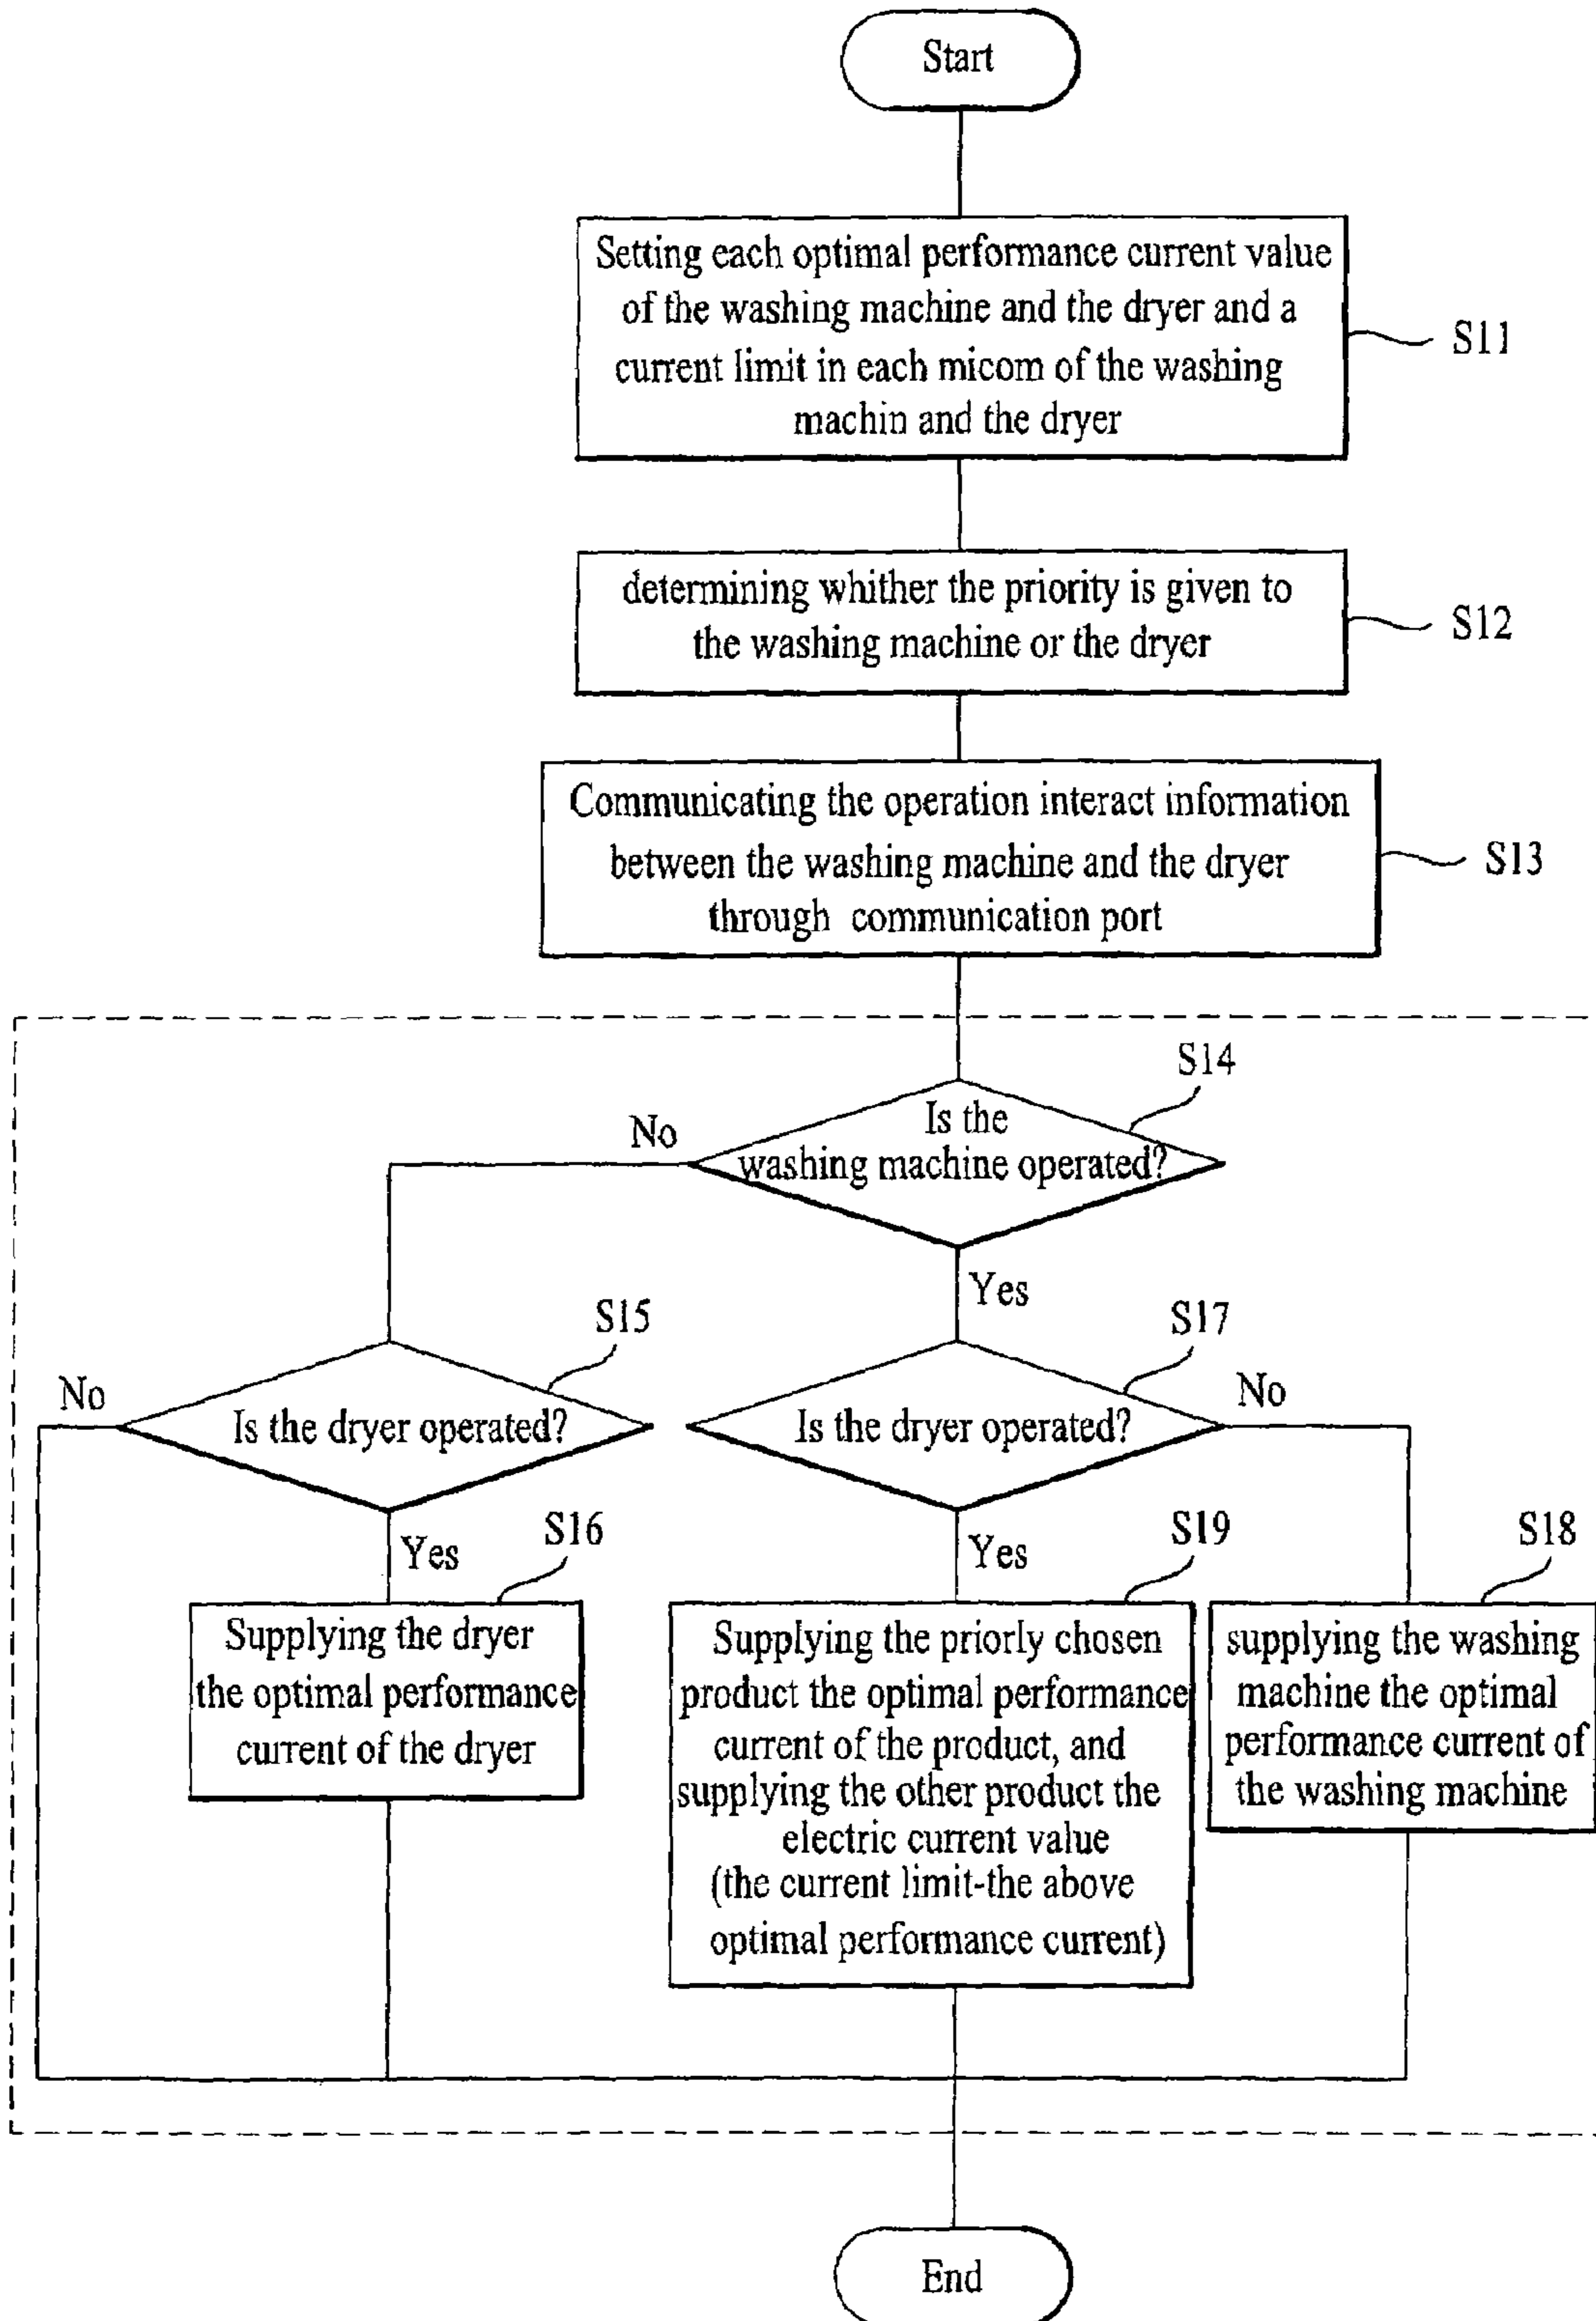 Start
Setting each optimal performance current value
of the washing machine and the dryer and a
current limit in each micom of the washing
machin and the dryer
S11
determining whither the priority is given to
the washing machine or the dryer
S12
Communicating the operation interact information
between the washing machine and the dryer
through communication port
S13
S14
Is the
washing machine operated?
No
Yes
S15
Is the dryer operated?
No
Yes
S17
Is the dryer operated?
No
Yes
S16
Supplying the dryer
the optimal performance
current of the dryer
S19
Supplying the priorly chosen
product the optimal performance
current of the product, and
supplying the other product the
electric current value
(the current limit-the above
optimal performance current)
S18
supplying the washing
machine the optimal
performance current of
the washing machine
End